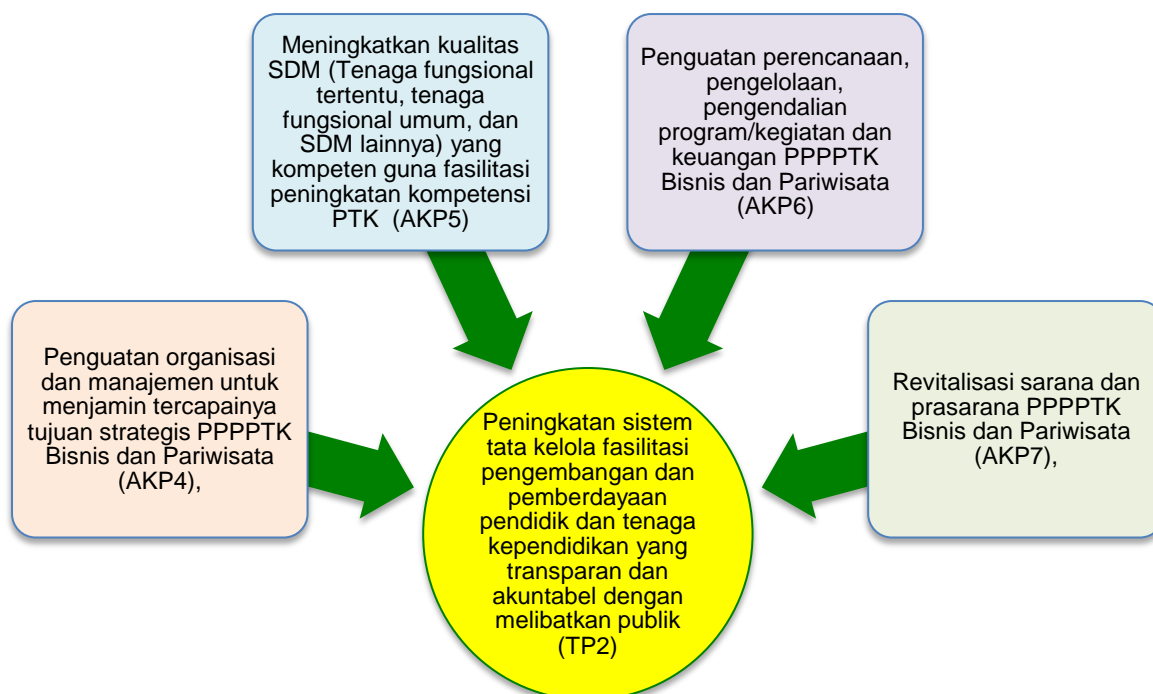 Meningkatkan kualitas
SDM (Tenaga fungsional
tertentu, tenaga
fungsional umum, dan
SDM lainnya) yang
kompeten guna fasilitasi
peningkatan kompetensi
PTK (AKP5)
Penguatan perencanaan,
pengelolaan,
pengendalian
program/kegiatan dan
keuangan PPPPTK
Bisnis dan Pariwisata
(AKP6)
Penguatan organisasi
dan manajemen untuk
menjamin tercapainya
tujuan strategis PPPPTK
Bisnis dan Pariwisata
(AKP4),
Peningkatan sistem
tata kelola fasilitasi
pengembangan dan
pemberdayaan
pendidik dan tenaga
kependidikan yang
transparan dan
akuntabel dengan
melibatkan publik
(TP2)
Revitalisasi sarana dan
prasarana PPPPTK
Bisnis dan Pariwisata
(AKP7),